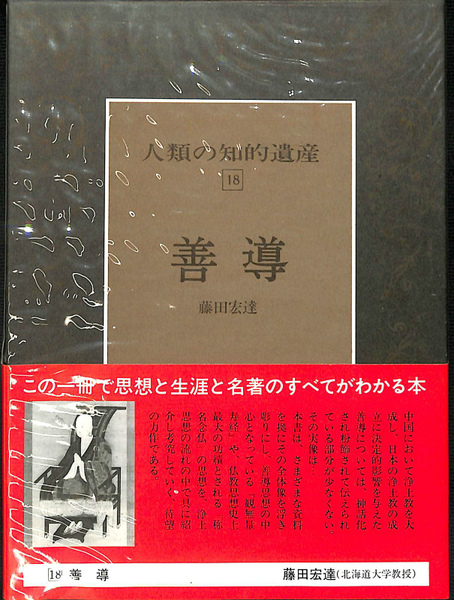 人類の知的遺産
18
善導
藤田宏達
この一冊で思想と生涯と名著のすべてがわかる本
中国において浄土教を大
成し、日本の浄土教の成
立に決定的影響を与えた
善導については、神話化
され粉飾されて伝えられ
ている部分が少なくない。
その実像は──
本書は、さまざまな資料
を拠にその全体像を浮き
彫りにし、善導思想の中
心となっている『観無量
寿経』や、仏教思想史上
最大の功績とされる「称
名念仏」の思想を、浄土
の流れの中で具に紹
介し考究していく、待望
の力作である。
18 善導
藤田宏達(北海道大学教授)